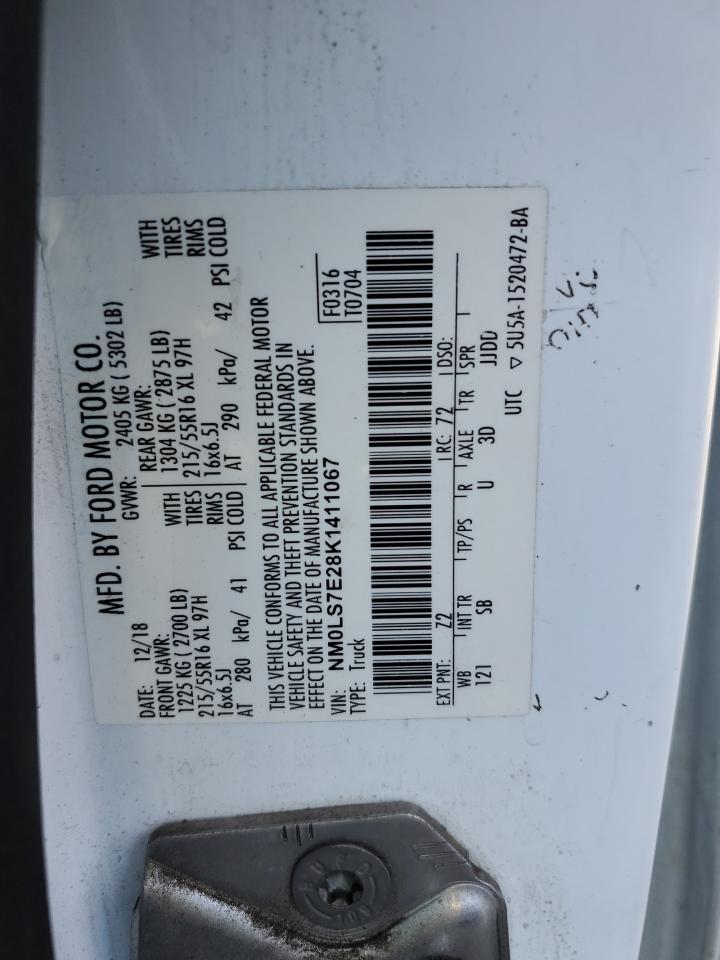 MFD. BY FORD MOTOR CO.
DATE: 12/18
GVWR: 2405 KG ( 5302 LB)
FRONT GAWR:
1225 KG ( 2700 LB) WITH
215/55R16 XL 97H TIRES
16x6.5J RIMS
AT 280 kPa/ 41 PSI COLD
REAR GAWR:
1304 KG ( 2875 LB) WITH
215/55R16 XL 97H TIRES
16x6.5J RIMS
AT 290 kPa/ 42 PSI COLD
THIS VEHICLE CONFORMS TO ALL APPLICABLE FEDERAL MOTOR
VEHICLE SAFETY AND THEFT PREVENTION STANDARDS IN
EFFECT ON THE DATE OF MANUFACTURE SHOWN ABOVE.
VIN: NM0LS7E28K1411067
TYPE: Truck
F0316
T0704
EXT PNT: Z2 RC: 72 DSO:
WB INT TR TP/PS R AXLE TR SPR
121 SB U 3D JJDD
UTC ▽ 5U5A-1520472-BA